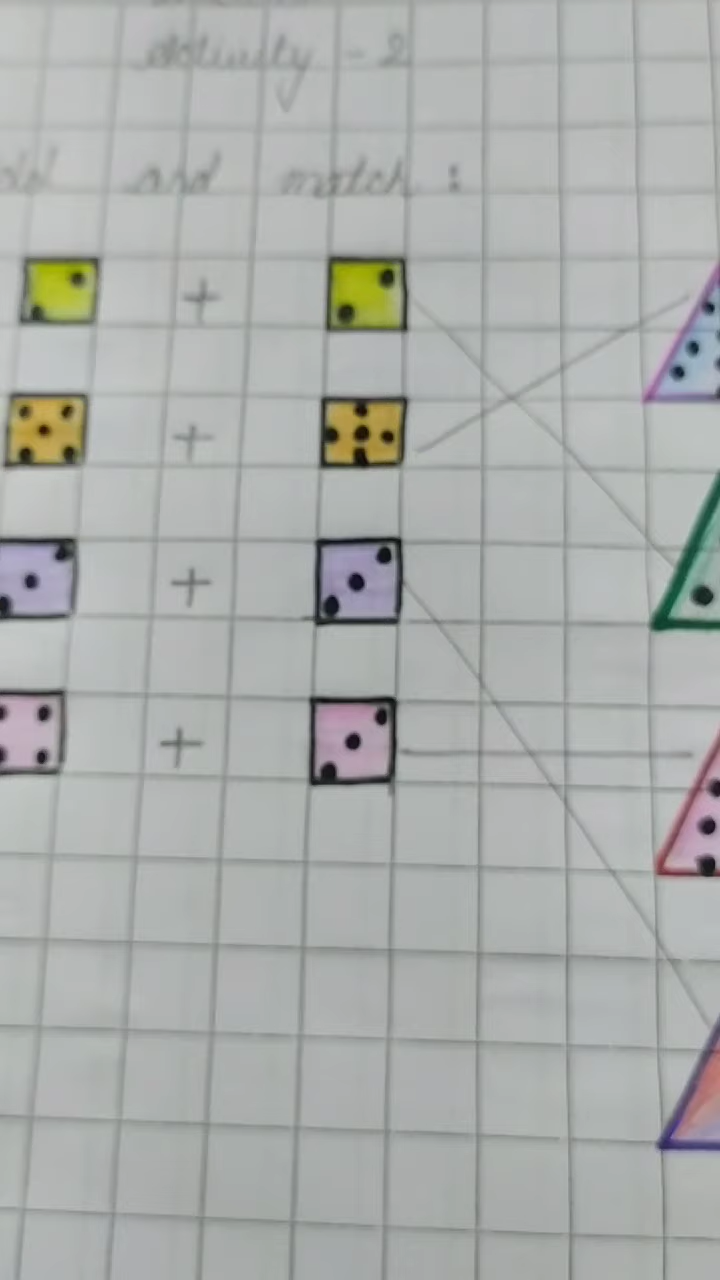 Activity - 2
and match :
+
+
+
+